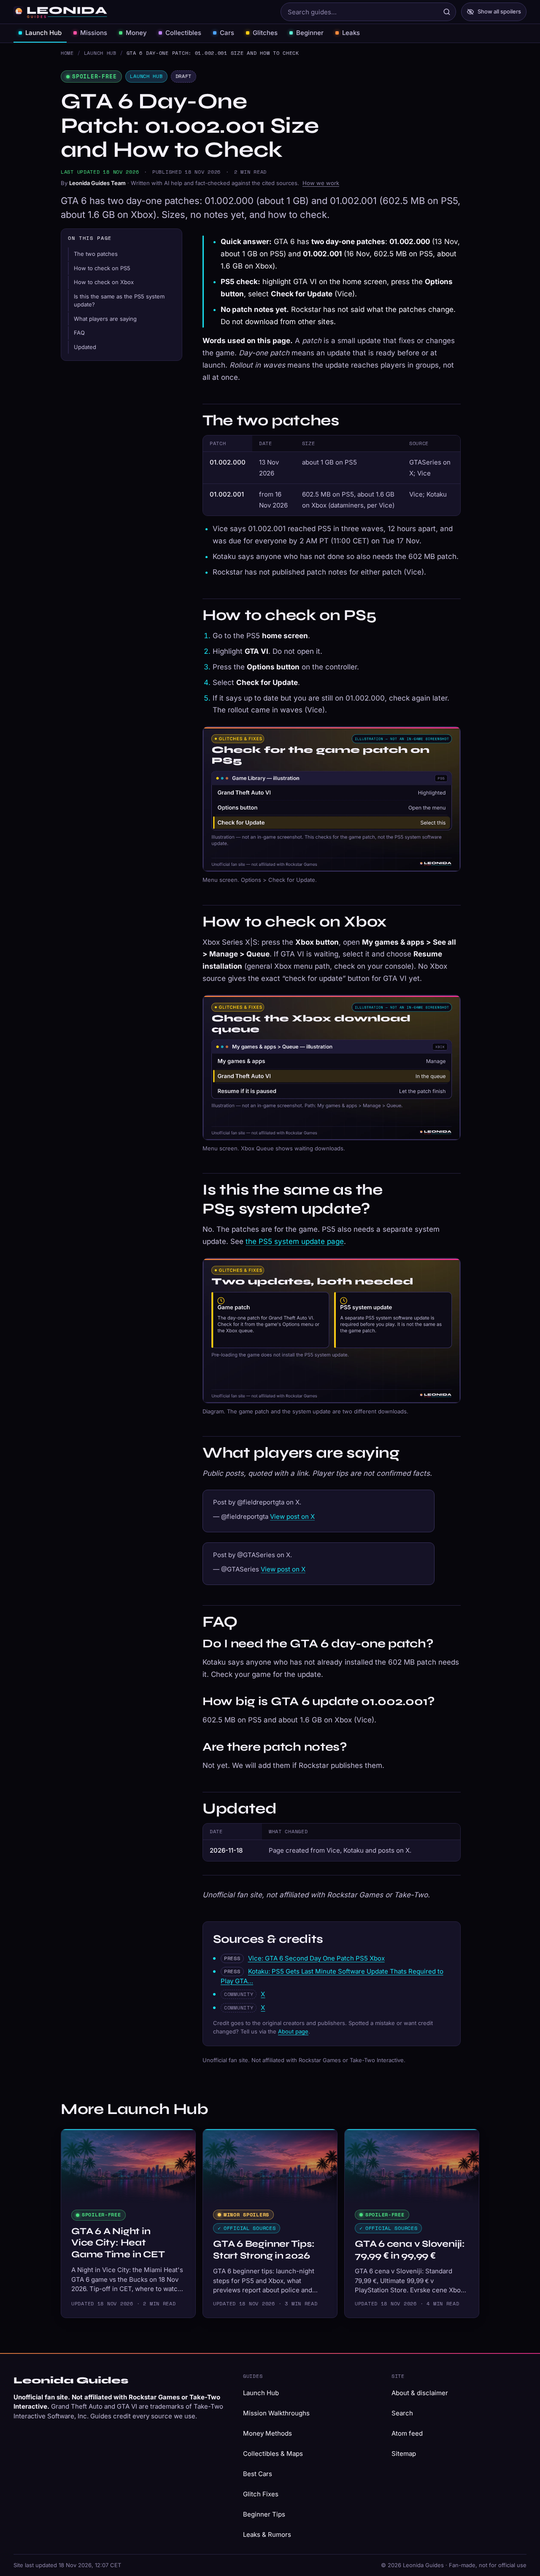 LEONIDA
GUIDES
Search guides...
Show all spoilers
Launch Hub
Missions
Money
Collectibles
Cars
Glitches
Beginner
Leaks
HOME / LAUNCH HUB / GTA 6 DAY-ONE PATCH: 01.002.001 SIZE AND HOW TO CHECK
SPOILER-FREE
LAUNCH HUB
DRAFT
GTA 6 Day-One
Patch: 01.002.001 Size
and How to Check
LAST UPDATED 18 NOV 2026 · PUBLISHED 18 NOV 2026 · 2 MIN READ
By Leonida Guides Team · Written with AI help and fact-checked against the cited sources. How we work
GTA 6 has two day-one patches: 01.002.000 (about 1 GB) and 01.002.001 (602.5 MB on PS5,
about 1.6 GB on Xbox). Sizes, no notes yet, and how to check.
ON THIS PAGE
The two patches
How to check on PS5
How to check on Xbox
Is this the same as the PS5 system
update?
What players are saying
FAQ
Updated
Quick answer: GTA 6 has two day-one patches: 01.002.000 (13 Nov,
about 1 GB on PS5) and 01.002.001 (16 Nov, 602.5 MB on PS5, about
1.6 GB on Xbox).
PS5 check: highlight GTA VI on the home screen, press the Options
button, select Check for Update (Vice).
No patch notes yet. Rockstar has not said what the patches change.
Do not download from other sites.
Words used on this page. A patch is a small update that fixes or changes
the game. Day-one patch means an update that is ready before or at
launch. Rollout in waves means the update reaches players in groups, not
all at once.
The two patches
PATCH DATE SIZE SOURCE
01.002.000 13 Nov 2026 about 1 GB on PS5 GTASeries on X; Vice
01.002.001 from 16 Nov 2026 602.5 MB on PS5, about 1.6 GB on Xbox (dataminers, per Vice) Vice; Kotaku
Vice says 01.002.001 reached PS5 in three waves, 12 hours apart, and
was due for everyone by 2 AM PT (11:00 CET) on Tue 17 Nov.
Kotaku says anyone who has not done so also needs the 602 MB patch.
Rockstar has not published patch notes for either patch (Vice).
How to check on PS5
1. Go to the PS5 home screen.
2. Highlight GTA VI. Do not open it.
3. Press the Options button on the controller.
4. Select Check for Update.
5. If it says up to date but you are still on 01.002.000, check again later.
The rollout came in waves (Vice).
GLITCHES & FIXES
ILLUSTRATION — NOT AN IN-GAME SCREENSHOT
Check for the game patch on
PS5
Game Library — illustration
PS5
Grand Theft Auto VI Highlighted
Options button Open the menu
Check for Update Select this
Illustration — not an in-game screenshot. This checks for the game patch, not the PS5 system software
update.
Unofficial fan site — not affiliated with Rockstar Games
LEONIDA
Menu screen. Options > Check for Update.
How to check on Xbox
Xbox Series X|S: press the Xbox button, open My games & apps > See all
> Manage > Queue. If GTA VI is waiting, select it and choose Resume
installation (general Xbox menu path, check on your console). No Xbox
source gives the exact “check for update” button for GTA VI yet.
GLITCHES & FIXES
ILLUSTRATION — NOT AN IN-GAME SCREENSHOT
Check the Xbox download
queue
My games & apps > Queue — illustration
XBOX
My games & apps Manage
Grand Theft Auto VI In the queue
Resume if it is paused Let the patch finish
Illustration — not an in-game screenshot. Path: My games & apps > Manage > Queue.
Unofficial fan site — not affiliated with Rockstar Games
LEONIDA
Menu screen. Xbox Queue shows waiting downloads.
Is this the same as the
PS5 system update?
No. The patches are for the game. PS5 also needs a separate system
update. See the PS5 system update page.
GLITCHES & FIXES
Two updates, both needed
Game patch
The day-one patch for Grand Theft Auto VI.
Check for it from the game's Options menu or
the Xbox queue.
PS5 system update
A separate PS5 system software update is
required before you play. It is not the same as
the game patch.
Pre-loading the game does not install the PS5 system update.
Unofficial fan site — not affiliated with Rockstar Games
LEONIDA
Diagram. The game patch and the system update are two different downloads.
What players are saying
Public posts, quoted with a link. Player tips are not confirmed facts.
Post by @fieldreportgta on X.
— @fieldreportgta View post on X
Post by @GTASeries on X.
— @GTASeries View post on X
FAQ
Do I need the GTA 6 day-one patch?
Kotaku says anyone who has not already installed the 602 MB patch needs
it. Check your game for the update.
How big is GTA 6 update 01.002.001?
602.5 MB on PS5 and about 1.6 GB on Xbox (Vice).
Are there patch notes?
Not yet. We will add them if Rockstar publishes them.
Updated
DATE WHAT CHANGED
2026-11-18 Page created from Vice, Kotaku and posts on X.
Unofficial fan site, not affiliated with Rockstar Games or Take-Two.
Sources & credits
PRESS Vice: GTA 6 Second Day One Patch PS5 Xbox
PRESS Kotaku: PS5 Gets Last Minute Software Update Thats Required to
Play GTA…
COMMUNITY X
COMMUNITY X
Credit goes to the original creators and publishers. Spotted a mistake or want credit
changed? Tell us via the About page.
Unofficial fan site. Not affiliated with Rockstar Games or Take-Two Interactive.
More Launch Hub
SPOILER-FREE
GTA 6 A Night in
Vice City: Heat
Game Time in CET
A Night in Vice City: the Miami Heat's
GTA 6 game vs the Bucks on 18 Nov
2026. Tip-off in CET, where to watc…
UPDATED 18 NOV 2026 · 2 MIN READ
MINOR SPOILERS
✓ OFFICIAL SOURCES
GTA 6 Beginner Tips:
Start Strong in 2026
GTA 6 beginner tips: launch-night
steps for PS5 and Xbox, what
previews report about police and…
UPDATED 18 NOV 2026 · 3 MIN READ
SPOILER-FREE
✓ OFFICIAL SOURCES
GTA 6 cena v Sloveniji:
79,99 € in 99,99 €
GTA 6 cena v Sloveniji: Standard
79,99 €, Ultimate 99,99 € v
PlayStation Store. Evrske cene Xbo…
UPDATED 18 NOV 2026 · 4 MIN READ
Leonida Guides
Unofficial fan site. Not affiliated with Rockstar Games or Take-Two
Interactive. Grand Theft Auto and GTA VI are trademarks of Take-Two
Interactive Software, Inc. Guides credit every source we use.
GUIDES
Launch Hub
Mission Walkthroughs
Money Methods
Collectibles & Maps
Best Cars
Glitch Fixes
Beginner Tips
Leaks & Rumors
SITE
About & disclaimer
Search
Atom feed
Sitemap
Site last updated 18 Nov 2026, 12:07 CET
© 2026 Leonida Guides · Fan-made, not for official use